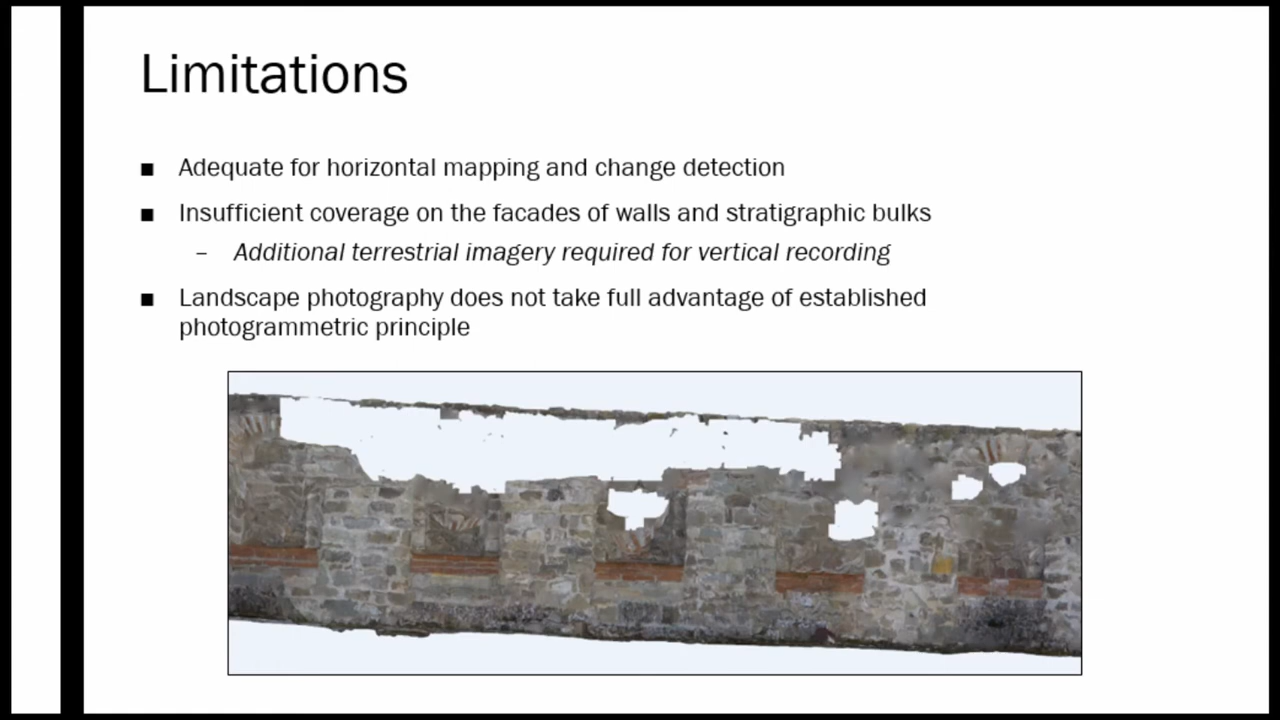 Limitations
■ Adequate for horizontal mapping and change detection
■ Insufficient coverage on the facades of walls and stratigraphic bulks
– Additional terrestrial imagery required for vertical recording
■ Landscape photography does not take full advantage of established
photogrammetric principle